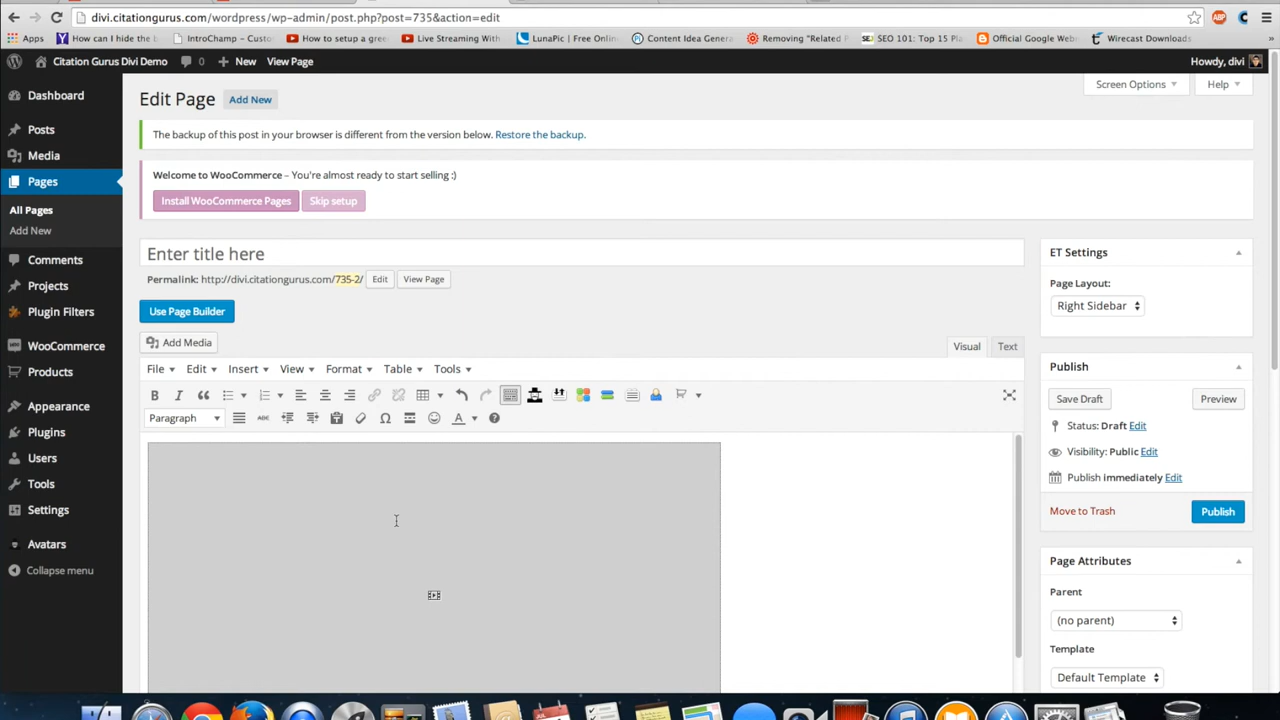 divi.citationgurus.com/wordpress/wp-admin/post.php?post=735&action=edit
Apps How can I hide the b IntroChamp - Custo How to setup a gre Live Streaming With LunaPic | Free Onlin Content Idea Genera Removing "Related P SEO 101: Top 15 Pla Official Google Web Wirecast Downloads »
Citation Gurus Divi Demo 0 New View Page Howdy, divi
Screen Options Help
Edit Page Add New
Dashboard
Posts
Media
Pages
All Pages
Add New
Comments
Projects
Plugin Filters
WooCommerce
Products
Appearance
Plugins
Users
Tools
Settings
Avatars
Collapse menu
The backup of this post in your browser is different from the version below. Restore the backup.
Welcome to WooCommerce – You're almost ready to start selling :)
Install WooCommerce Pages Skip setup
Enter title here
Permalink: http://divi.citationgurus.com/735-2/ Edit View Page
Use Page Builder
Add Media Visual Text
File Edit Insert View Format Table Tools
B I
Paragraph ABC A
ET Settings
Page Layout:
Right Sidebar
Publish
Save Draft Preview
Status: Draft Edit
Visibility: Public Edit
Publish immediately Edit
Move to Trash Publish
Page Attributes
Parent
(no parent)
Template
Default Template